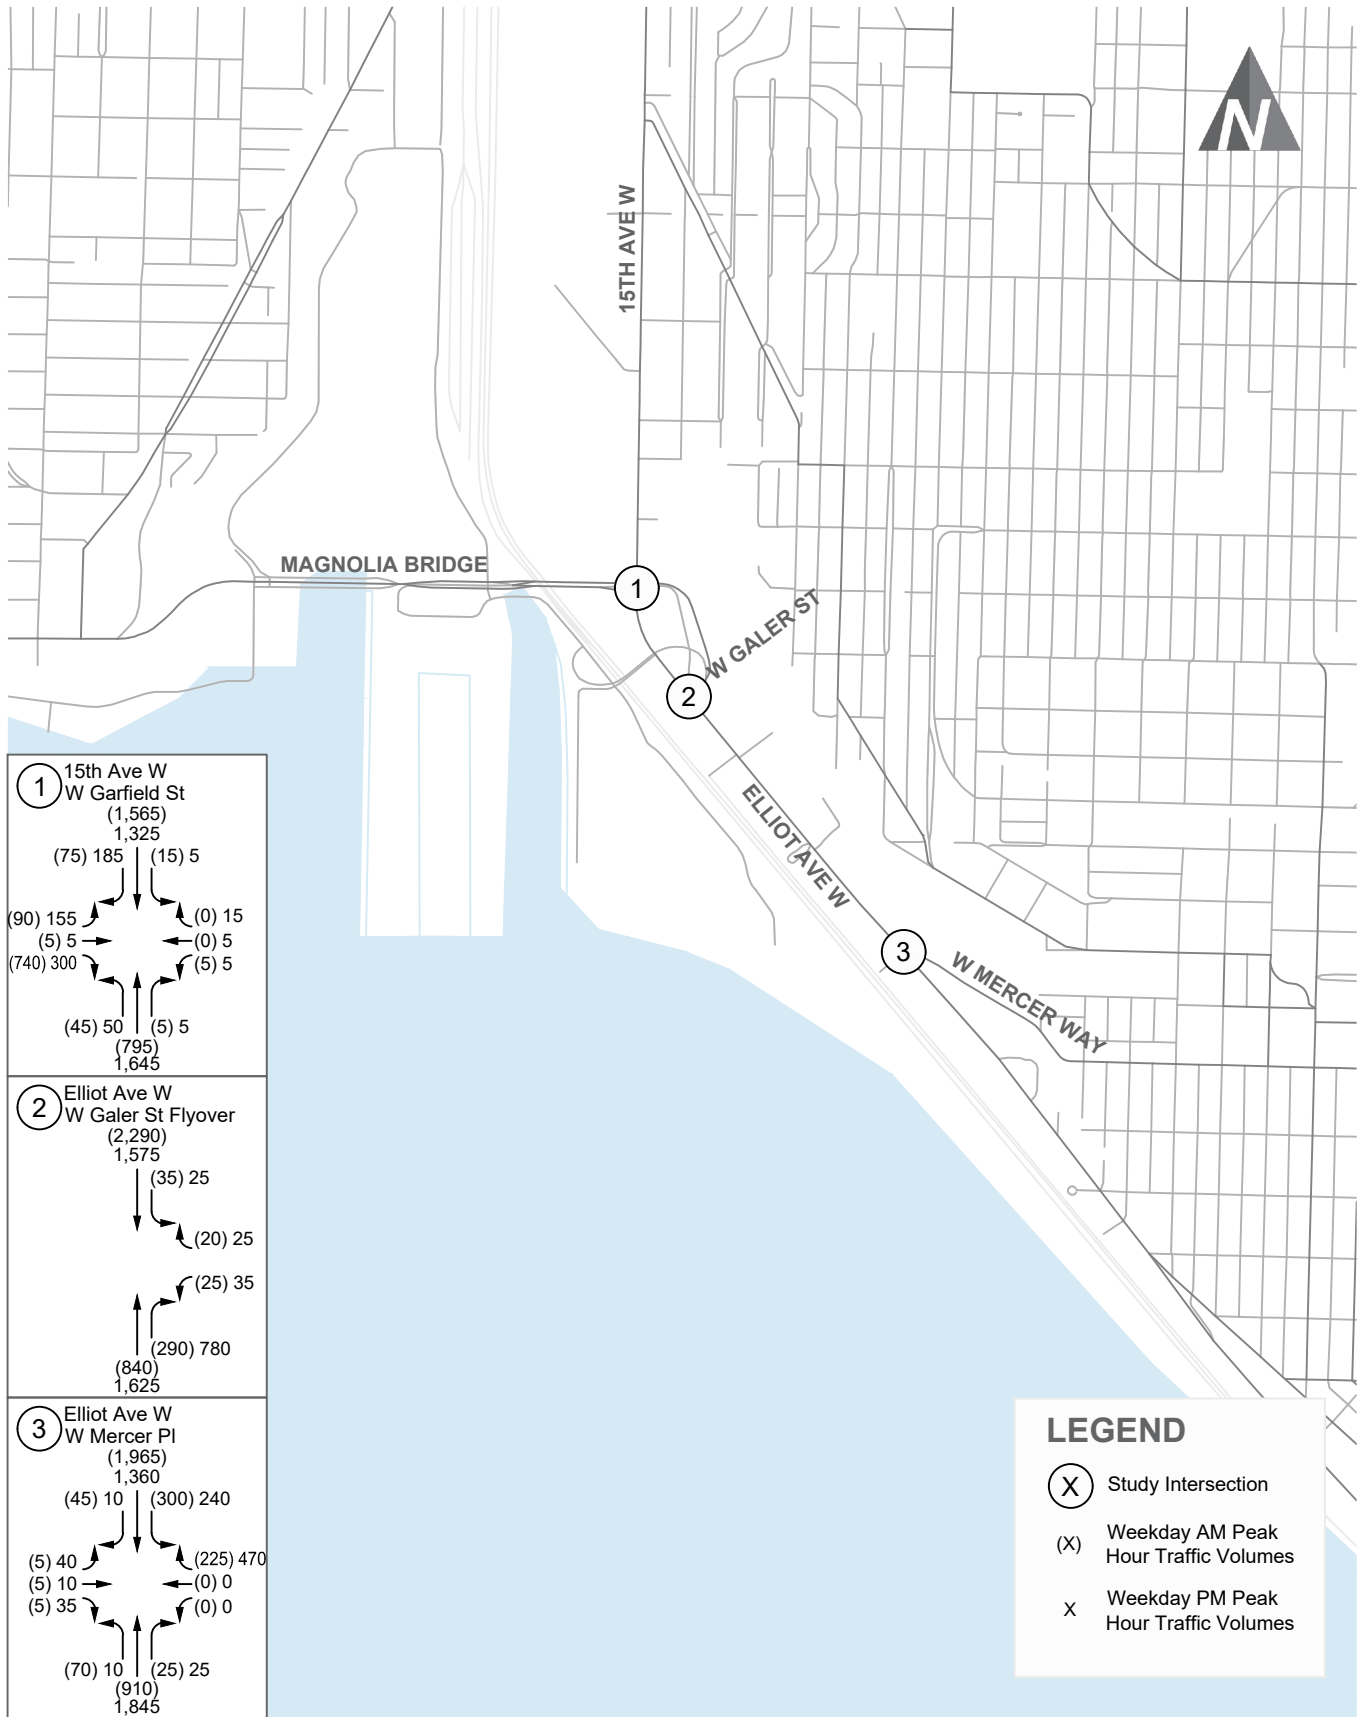 N
15TH AVE W
MAGNOLIA BRIDGE
1
W GALER ST
2
ELLIOT AVE W
3
W MERCER WAY
1
15th Ave W
W Garfield St
(1,565)
1,325
(75) 185
(15) 5
(90) 155
(0) 15
(5) 5
(0) 5
(740) 300
(5) 5
(45) 50
(5) 5
(795)
1,645
2
Elliot Ave W
W Galer St Flyover
(2,290)
1,575
(35) 25
(20) 25
(25) 35
(290) 780
(840)
1,625
3
Elliot Ave W
W Mercer Pl
(1,965)
1,360
(45) 10
(300) 240
(5) 40
(225) 470
(5) 10
(0) 0
(5) 35
(0) 0
(70) 10
(25) 25
(910)
1,845
LEGEND
X
Study Intersection
(X)
Weekday AM Peak
Hour Traffic Volumes
X
Weekday PM Peak
Hour Traffic Volumes